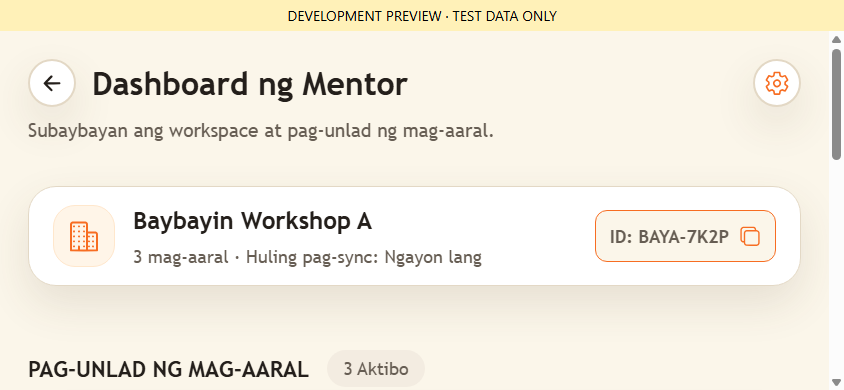 DEVELOPMENT PREVIEW · TEST DATA ONLY
Dashboard ng Mentor
Subaybayan ang workspace at pag-unlad ng mag-aaral.
Baybayin Workshop A
3 mag-aaral · Huling pag-sync: Ngayon lang
ID: BAYA-7K2P
PAG-UNLAD NG MAG-AARAL
3 Aktibo